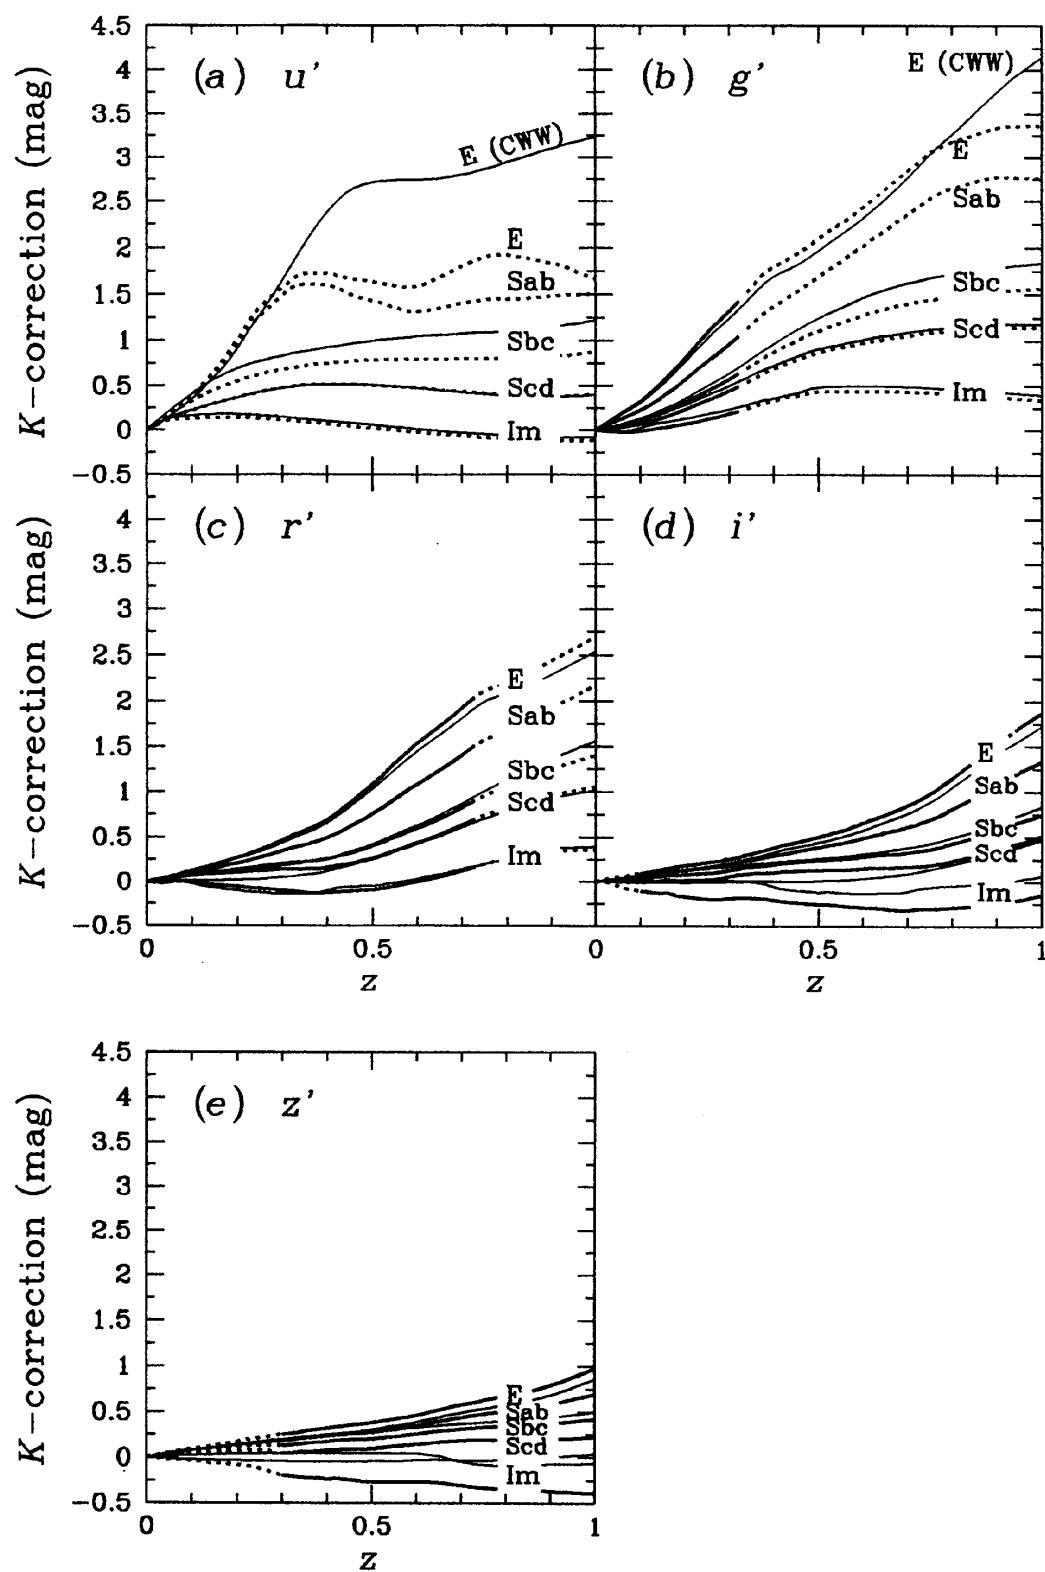 K−correction (mag)
4.5
4
3.5
3
2.5
2
1.5
1
0.5
0
−0.5
(a) u'
E (CWW)
E
Sab
Sbc
Scd
Im
(b) g'
E (CWW)
E
Sab
Sbc
Scd
Im
K−correction (mag)
4
3.5
3
2.5
2
1.5
1
0.5
0
−0.5
(c) r'
E
Sab
Sbc
Scd
Im
0
0.5
z
(d) i'
E
Sab
Sbc
Scd
Im
0
0.5
1
z
K−correction (mag)
4.5
4
3.5
3
2.5
2
1.5
1
0.5
0
−0.5
(e) z'
E
Sab
Sbc
Scd
Im
0
0.5
1
z